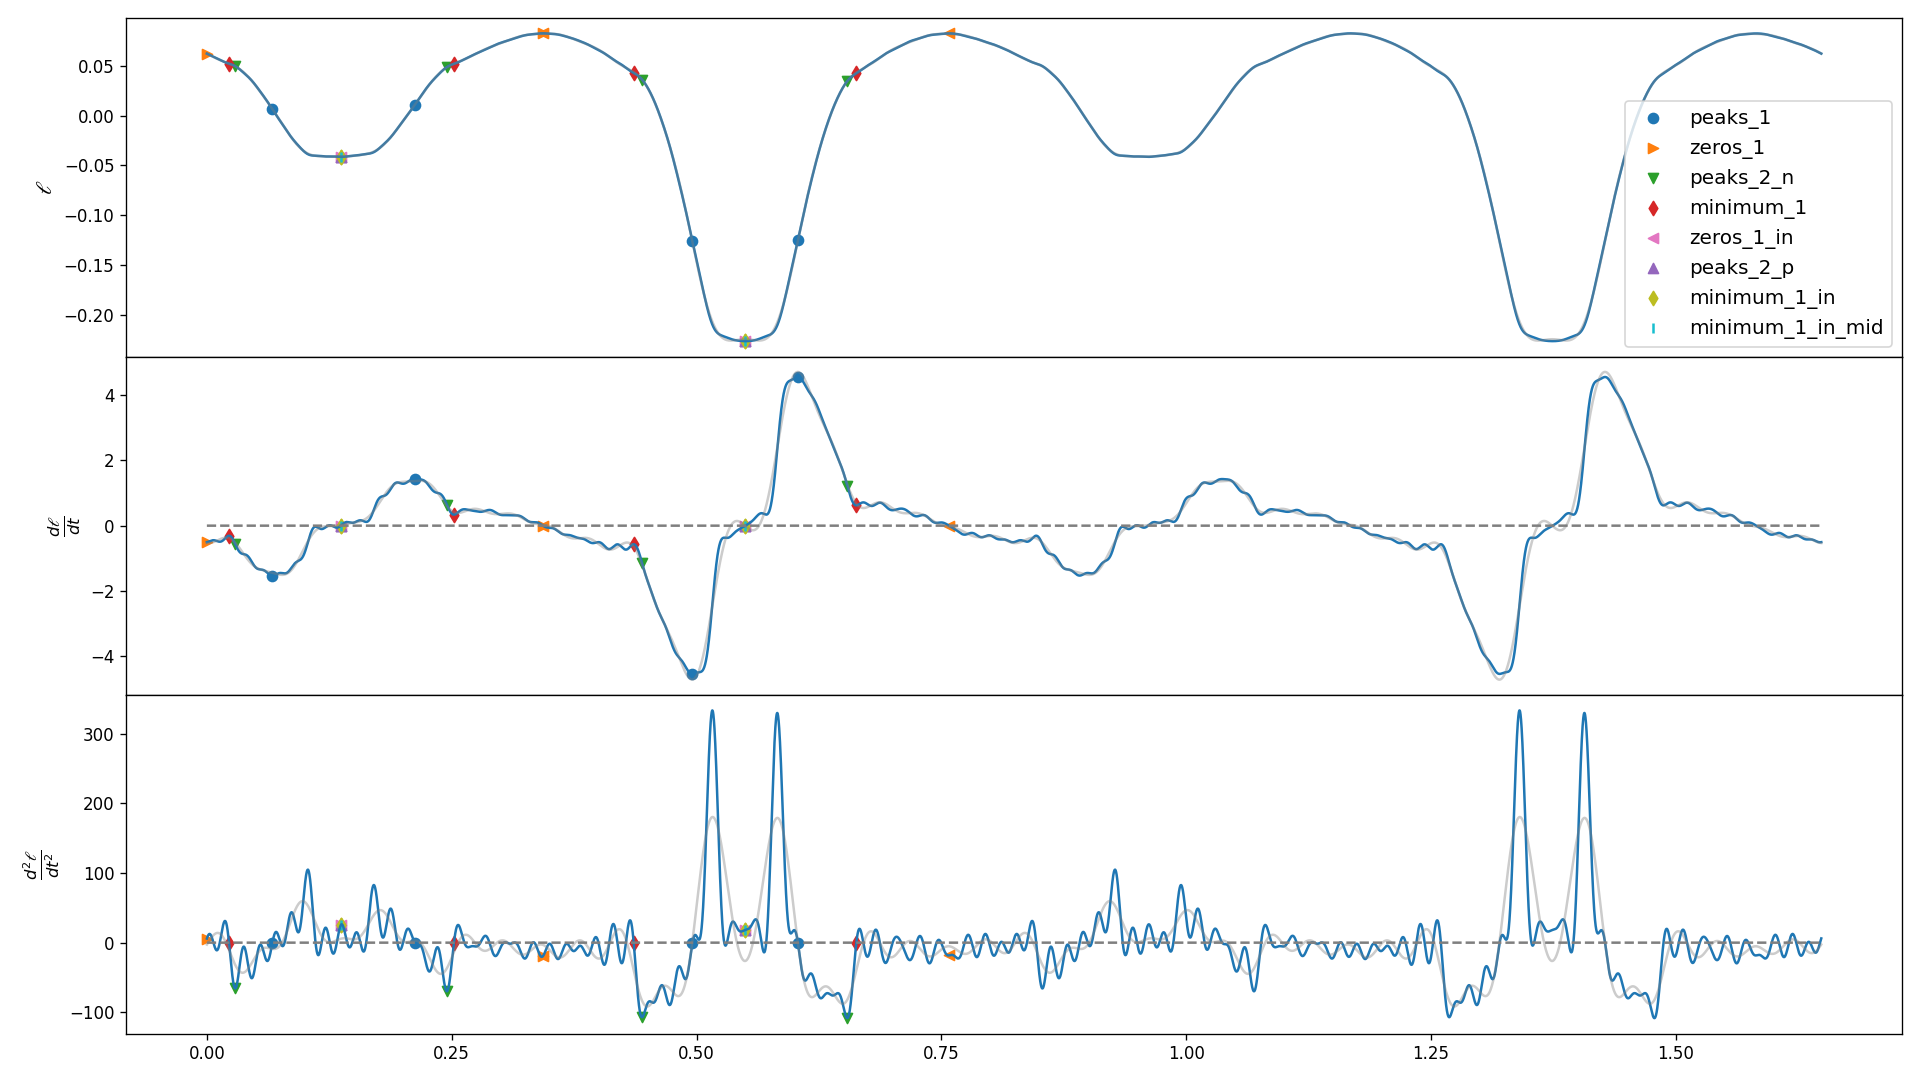 0.05
0.00
−0.05
−0.10
−0.15
−0.20
ℓ
peaks_1
zeros_1
peaks_2_n
minimum_1
zeros_1_in
peaks_2_p
minimum_1_in
minimum_1_in_mid
4
2
0
−2
−4
dℓ
dt
300
200
100
0
−100
d²ℓ
dt²
0.00 0.25 0.50 0.75 1.00 1.25 1.50